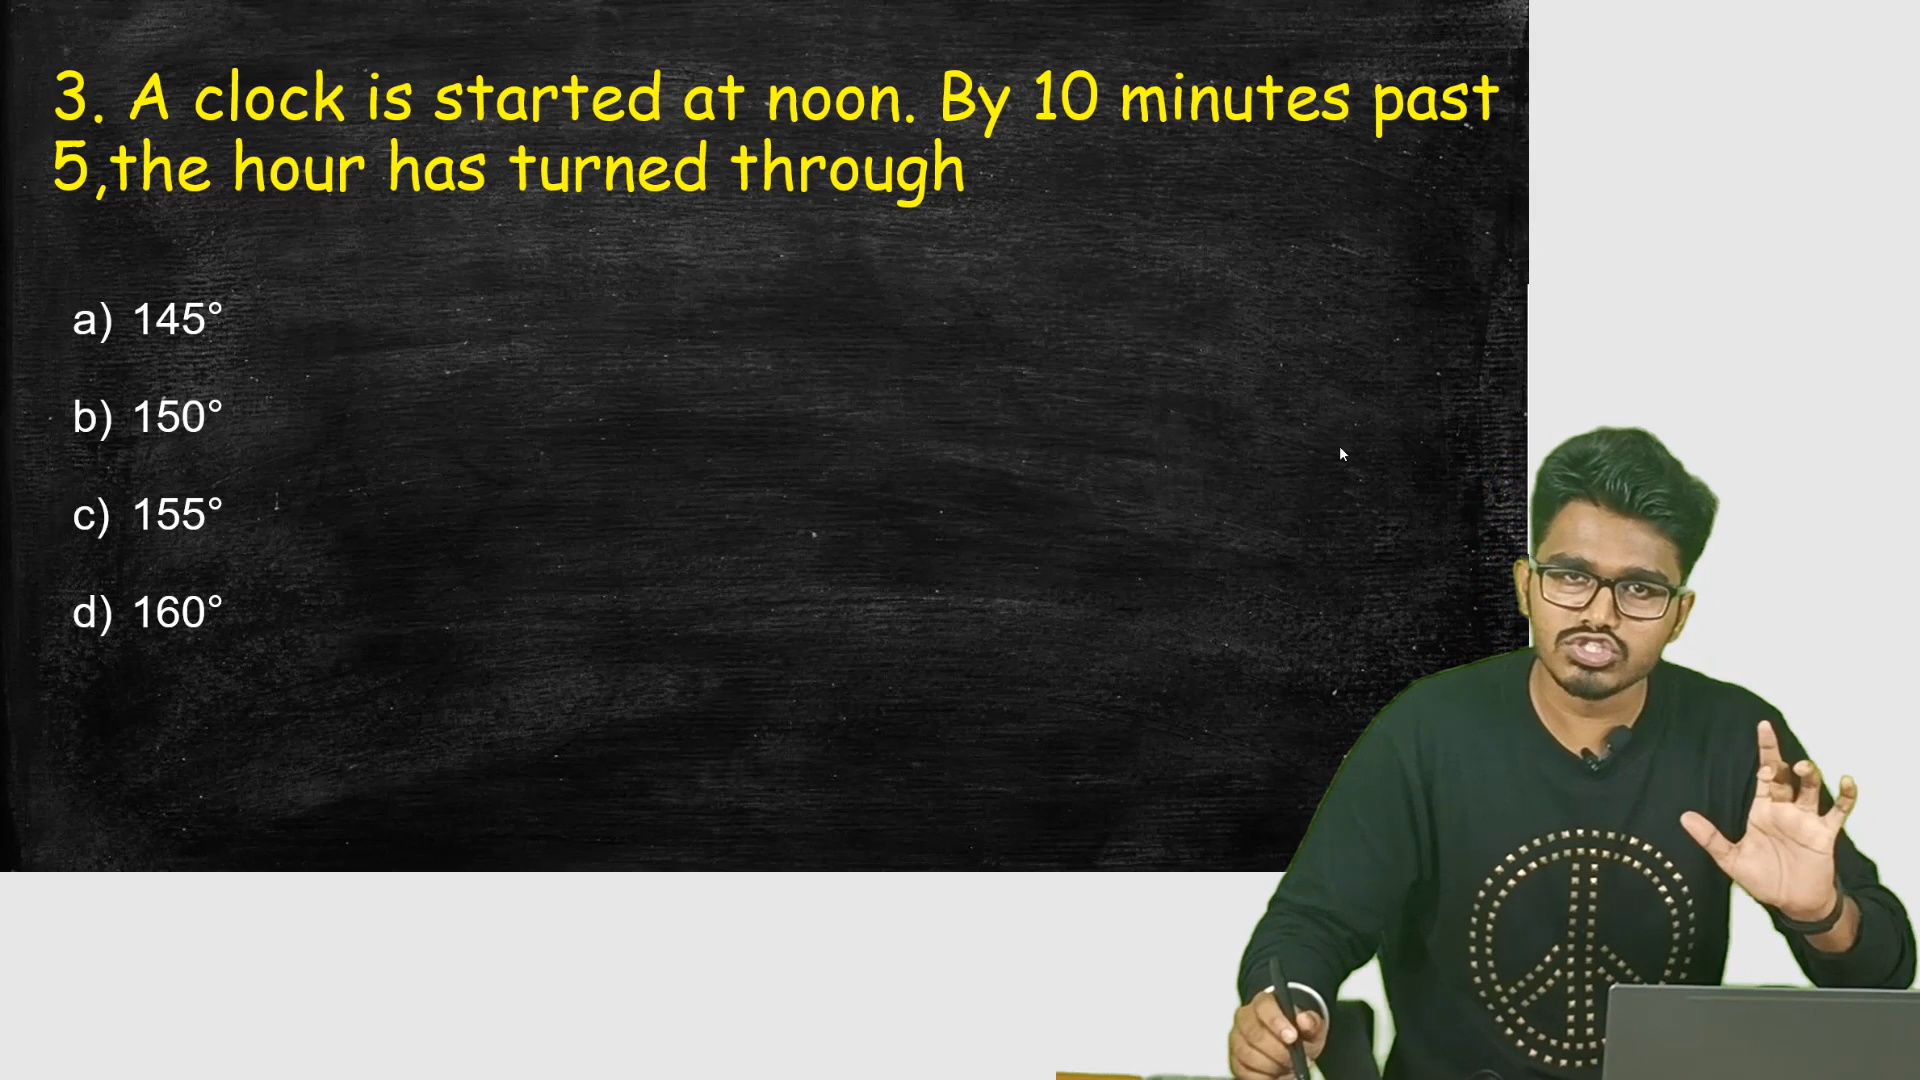 3. A clock is started at noon. By 10 minutes past
5,the hour has turned through
a) 145°
b) 150°
c) 155°
d) 160°